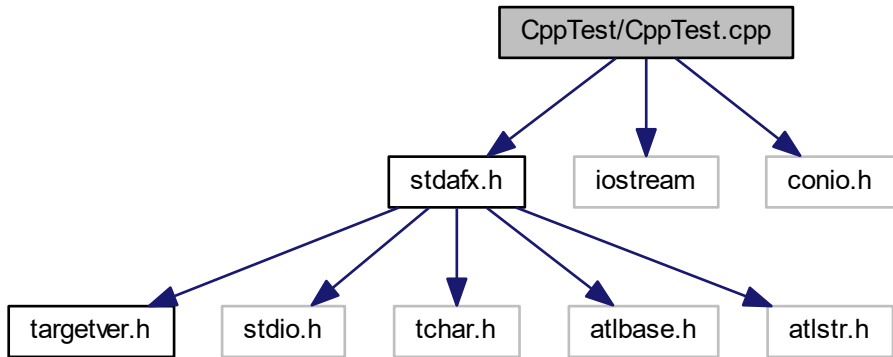 CppTest/CppTest.cpp
stdafx.h
iostream
conio.h
targetver.h
stdio.h
tchar.h
atlbase.h
atlstr.h